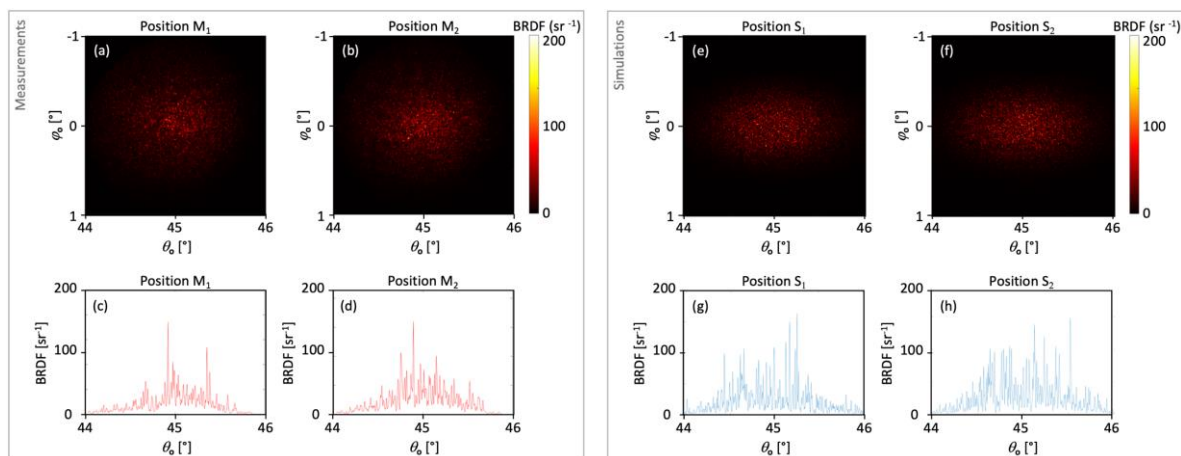 Measurements
Position M₁
Position M₂
BRDF (sr ⁻¹)
(a)
(b)
-1
0
1
φₒ [°]
44
45
46
θₒ [°]
44
45
46
θₒ [°]
200
100
0
Position M₁
Position M₂
(c)
(d)
200
100
0
BRDF [sr⁻¹]
44
45
46
θₒ [°]
200
100
0
BRDF [sr⁻¹]
44
45
46
θₒ [°]
Simulations
Position S₁
Position S₂
BRDF (sr ⁻¹)
(e)
(f)
-1
0
1
φₒ [°]
44
45
46
θₒ [°]
-1
0
1
φₒ [°]
44
45
46
θₒ [°]
200
100
0
Position S₁
Position S₂
(g)
(h)
200
100
0
BRDF [sr⁻¹]
44
45
46
θₒ [°]
200
100
0
BRDF [sr⁻¹]
44
45
46
θₒ [°]
-1
0
1
φₒ [°]